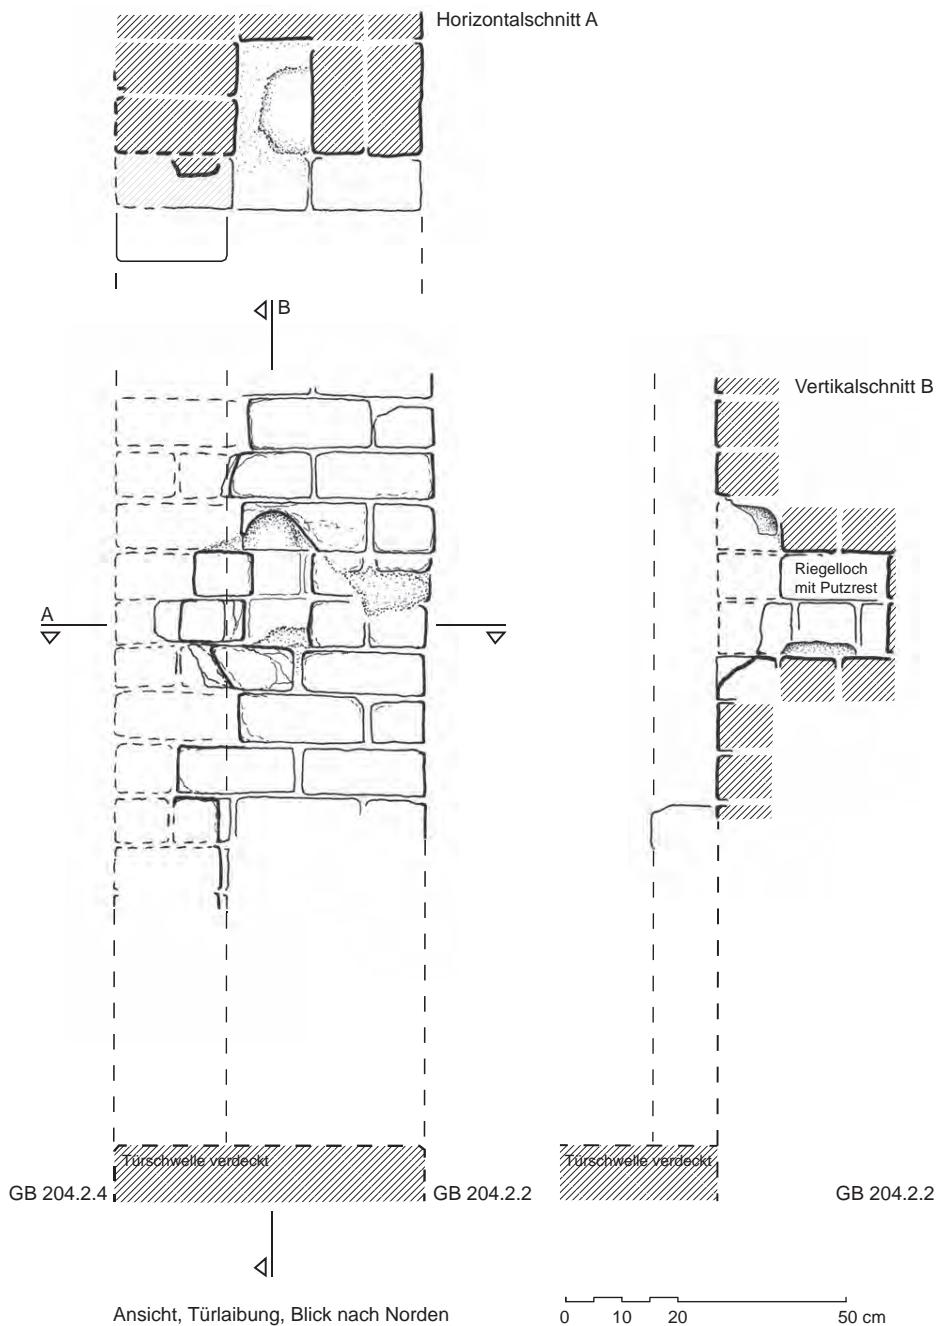 Horizontalschnitt A
B
Vertikalschnitt B
Riegelloch
mit Putzrest
A
Türschwelle verdeckt
Türschwelle verdeckt
GB 204.2.4
GB 204.2.2
GB 204.2.2
Ansicht, Türlaibung, Blick nach Norden
0 10 20 50 cm